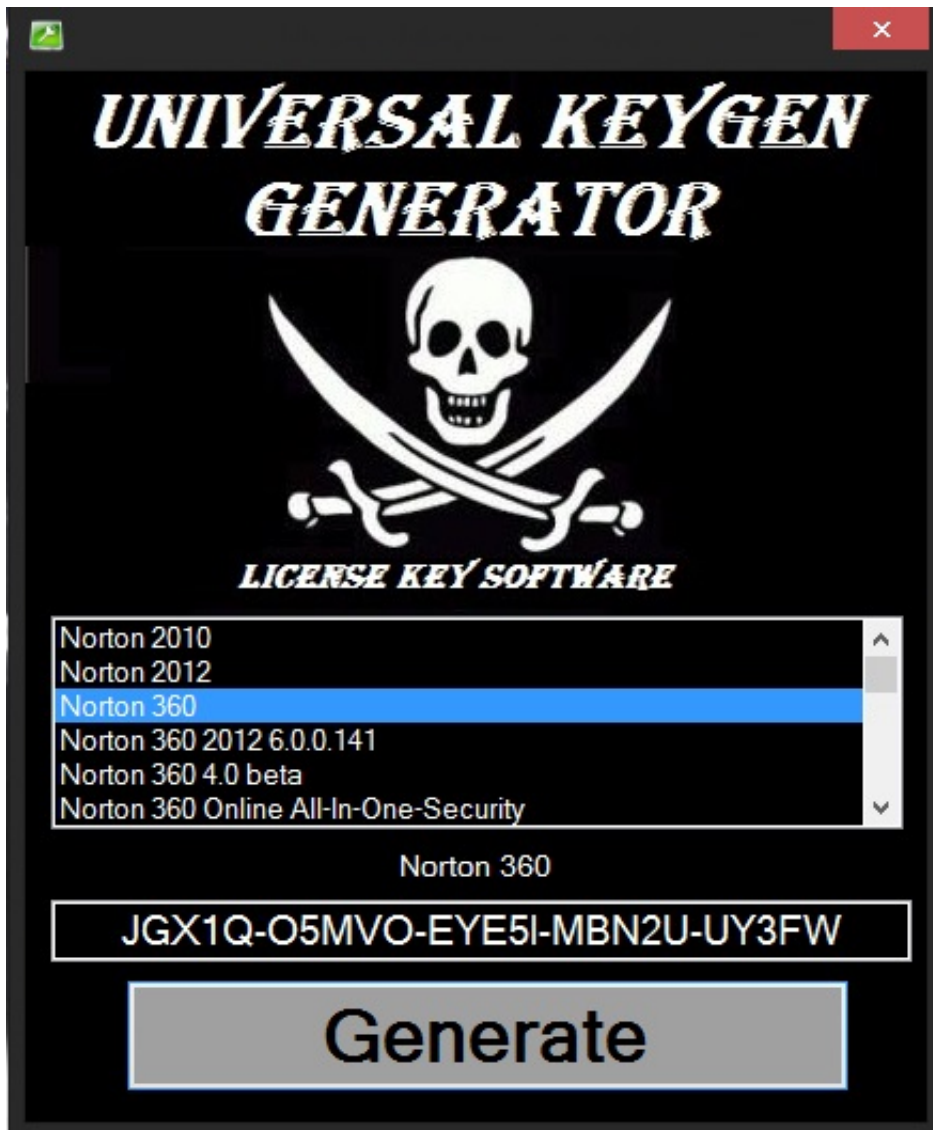 UNIVERSAL KEYGEN
GENERATOR
LICENSE KEY SOFTWARE
Norton 2010
Norton 2012
Norton 360
Norton 360 2012 6.0.0.141
Norton 360 4.0 beta
Norton 360 Online All-In-One-Security
Norton 360
JGX1Q-O5MVO-EYE5I-MBN2U-UY3FW
Generate